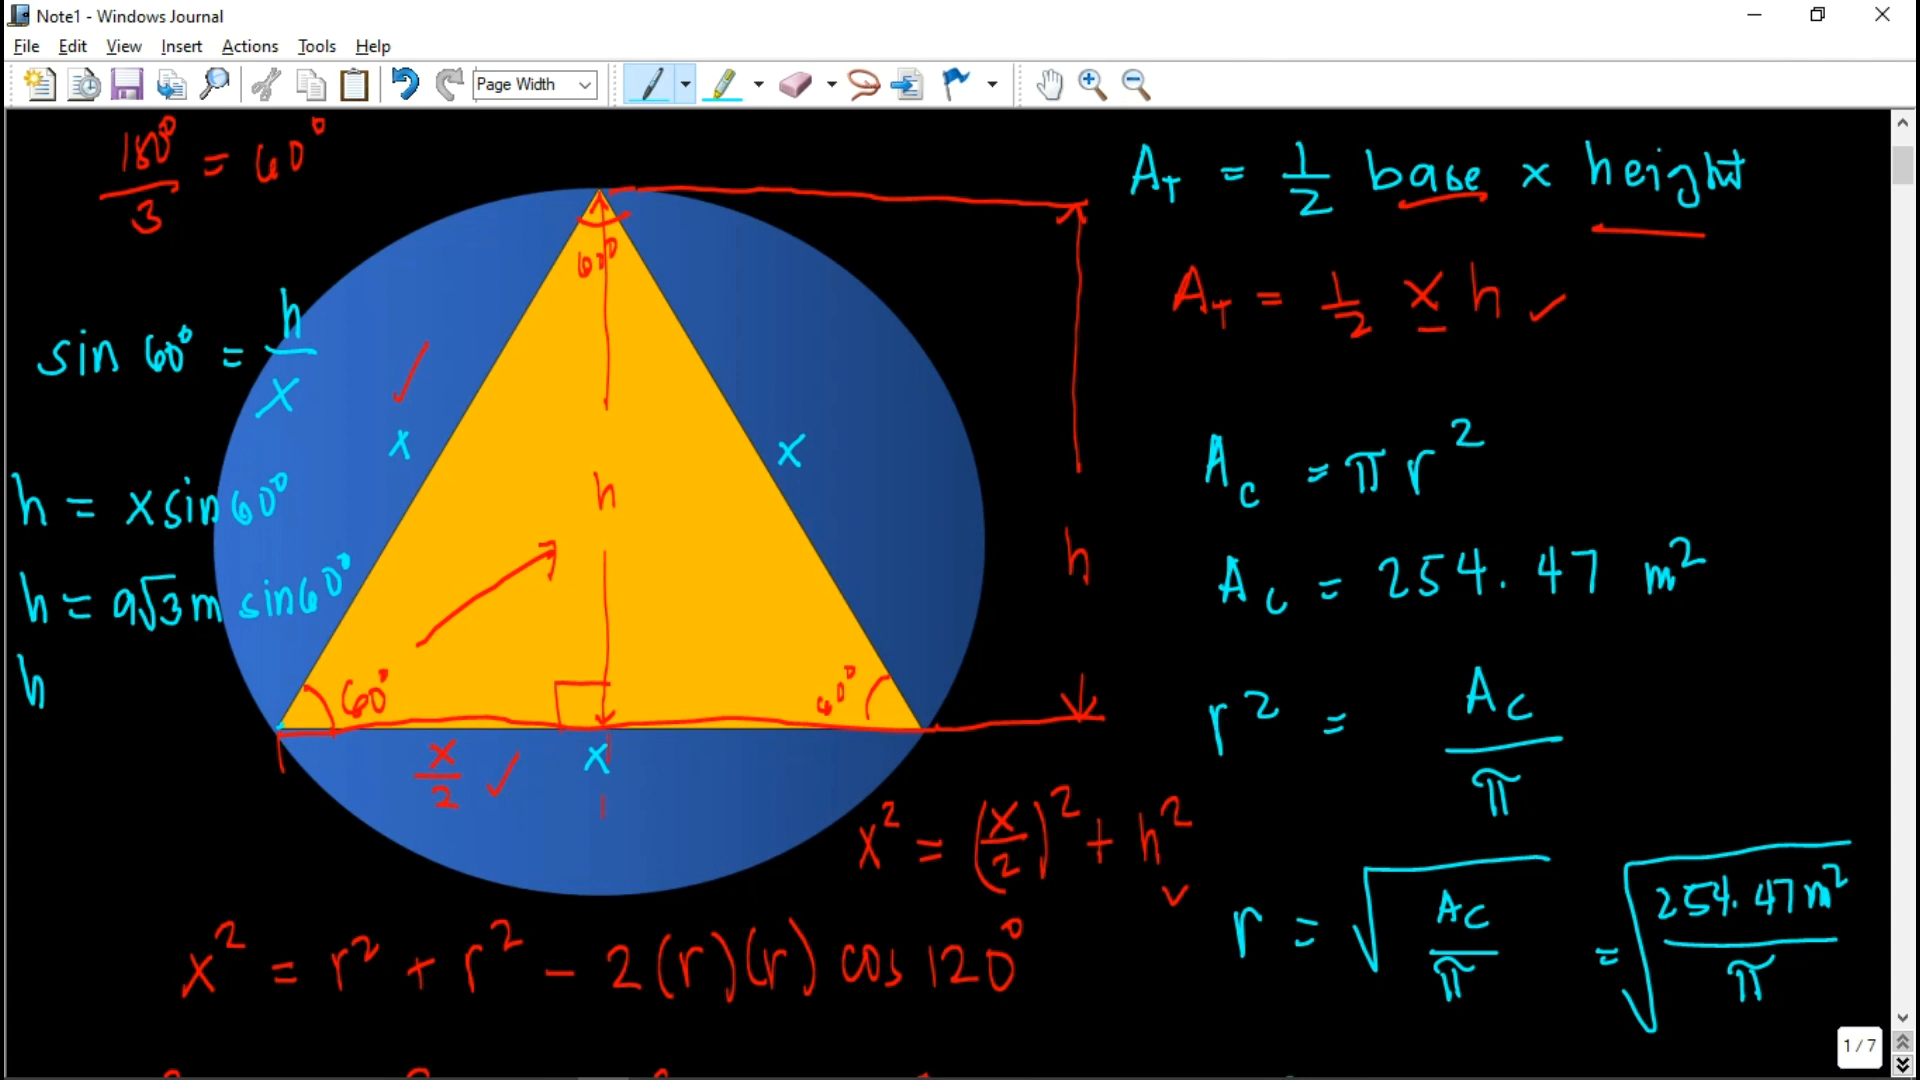 Note1 - Windows Journal
File Edit View Insert Actions Tools Help
Page Width
180° / 3 = 60°
A_T = 1/2 base x height
60°
A_T = 1/2 x h ✓
sin 60° = h / x
✓
x
x
h = x sin 60°
h
A_C = π r²
h
A_C = 254.47 m²
h = 9√3 m sin 60°
h
60°
60°
r² = A_C / π
x / 2 ✓
x
x² = (x/2)² + h²
✓
r = √(A_C / π) = √(254.47 m² / π)
x² = r² + r² - 2(r)(r) cos 120°
1 / 7